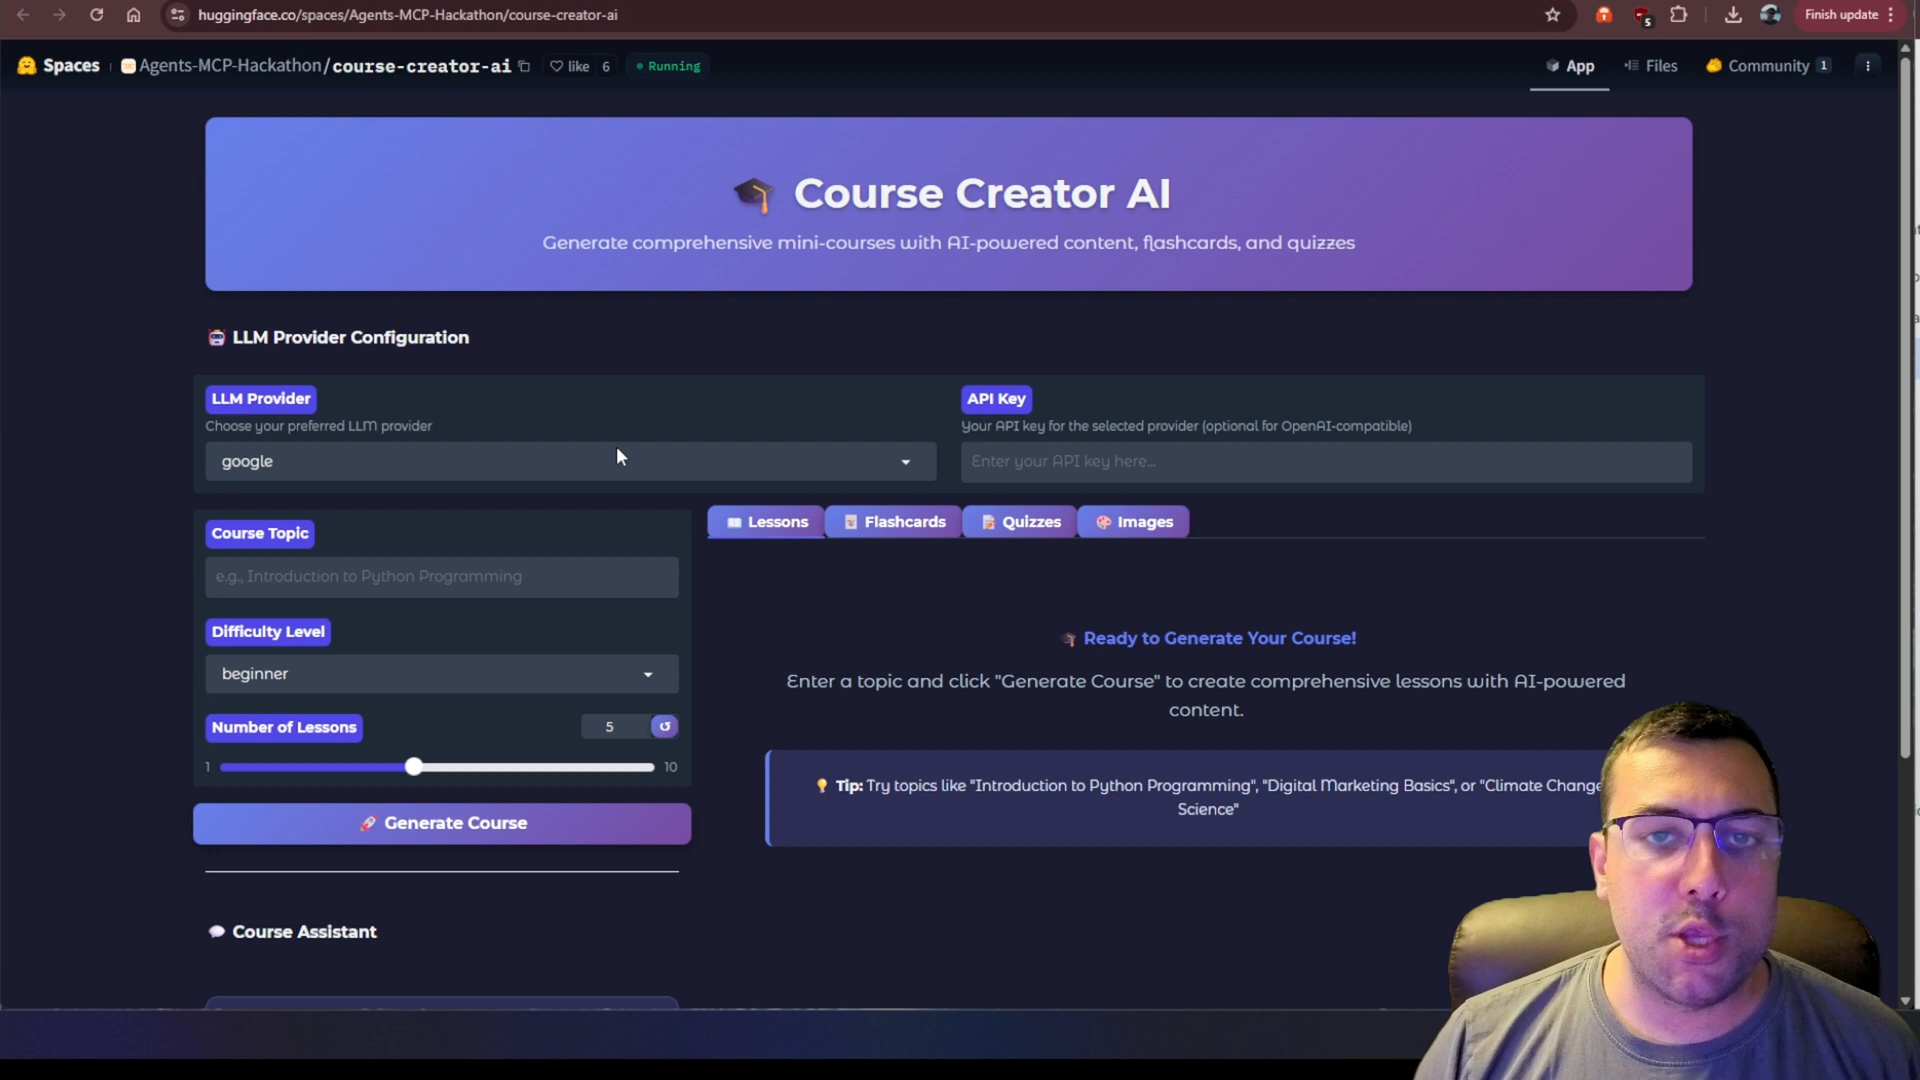 huggingface.co/spaces/Agents-MCP-Hackathon/course-creator-ai
5
Finish update
Spaces
Agents-MCP-Hackathon/course-creator-ai
like 6
Running
App
Files
Community 1
Course Creator AI
Generate comprehensive mini-courses with AI-powered content, flashcards, and quizzes
LLM Provider Configuration
LLM Provider
Choose your preferred LLM provider
google
API Key
Your API key for the selected provider (optional for OpenAI-compatible)
Enter your API key here...
Course Topic
e.g., Introduction to Python Programming
Difficulty Level
beginner
Number of Lessons
5
1
10
Generate Course
Course Assistant
Lessons
Flashcards
Quizzes
Images
Ready to Generate Your Course!
Enter a topic and click "Generate Course" to create comprehensive lessons with AI-powered
content.
Tip: Try topics like "Introduction to Python Programming", "Digital Marketing Basics", or "Climate Change
Science"